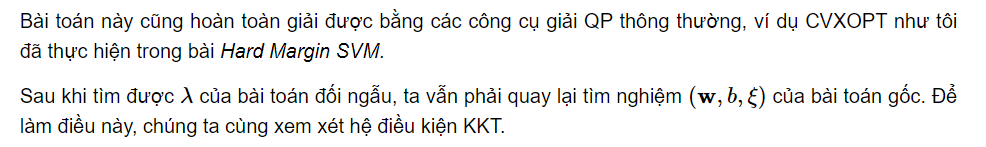 Bài toán này cũng hoàn toàn giải được bằng các công cụ giải QP thông thường, ví dụ CVXOPT như tôi
đã thực hiện trong bài Hard Margin SVM.
Sau khi tìm được λ của bài toán đối ngẫu, ta vẫn phải quay lại tìm nghiệm (w, b, ξ) của bài toán gốc. Để
làm điều này, chúng ta cùng xem xét hệ điều kiện KKT.